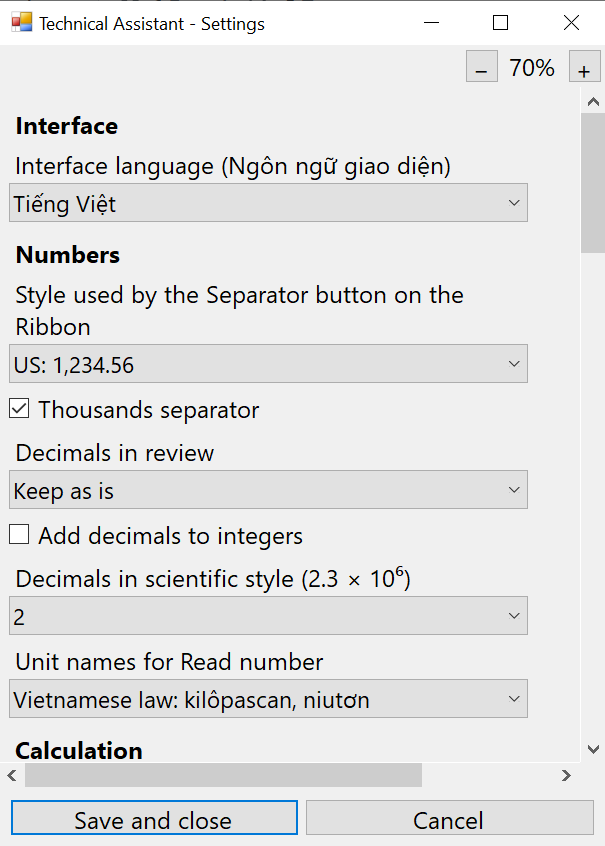 Technical Assistant - Settings
− 70% +
Interface
Interface language (Ngôn ngữ giao diện)
Tiếng Việt
Numbers
Style used by the Separator button on the
Ribbon
US: 1,234.56
Thousands separator
Decimals in review
Keep as is
Add decimals to integers
Decimals in scientific style (2.3 × 10⁶)
2
Unit names for Read number
Vietnamese law: kilôpascan, niutơn
Calculation
Save and close
Cancel